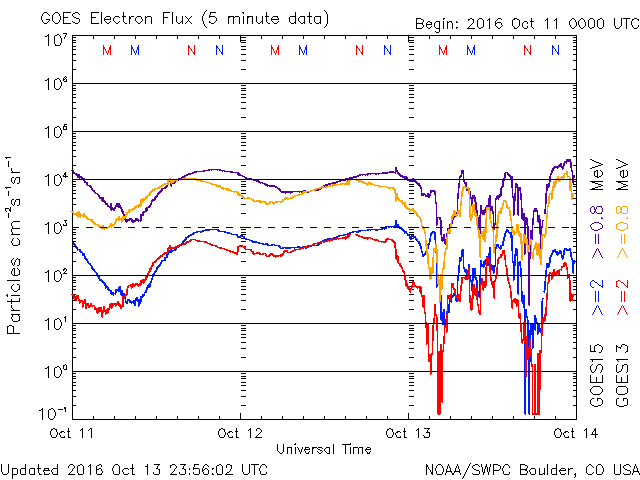 GOES Electron Flux (5 minute data)
Begin: 2016 Oct 11 0000 UTC
10⁷
M M N N M M N N M M N N
10⁶
10⁵
10⁴
10³
10²
10¹
10⁰
10⁻¹
Particles cm⁻²s⁻¹sr⁻¹
Oct 11 Oct 12 Oct 13 Oct 14
Universal Time
GOES15 >=2 >=0.8 MeV
GOES13 >=2 >=0.8 MeV
Updated 2016 Oct 13 23:56:02 UTC
NOAA/SWPC Boulder, CO USA